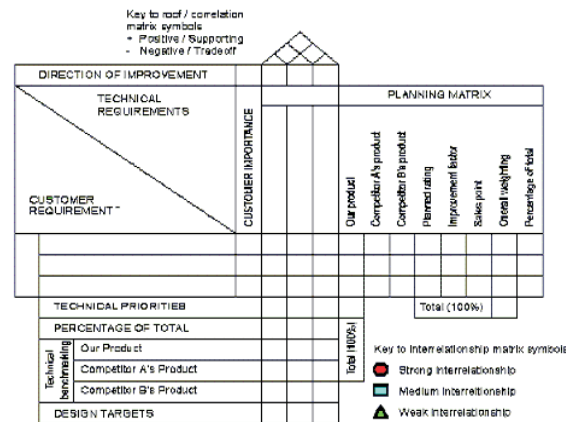 Key to roof / correlation
matrix symbols
+ Positive / Supporting
- Negative / Tradeoff
DIRECTION OF IMPROVEMENT
TECHNICAL
REQUIREMENTS
PLANNING MATRIX
CUSTOMER IMPORTANCE
CUSTOMER
REQUIREMENT
Our product
Competitor A's product
Competitor B's product
Planned rating
Improvement factor
Sales point
Overall weighting
Percentage of total
TECHNICAL PRIORITIES
Total (100%)
PERCENTAGE OF TOTAL
Total (100%)
Technical
benchmarking
Our Product
Competitor A's Product
Competitor B's Product
DESIGN TARGETS
Key to Interrelationship matrix symbols
Strong Interrelationship
Medium Interreltionship
Weak Interrelationship